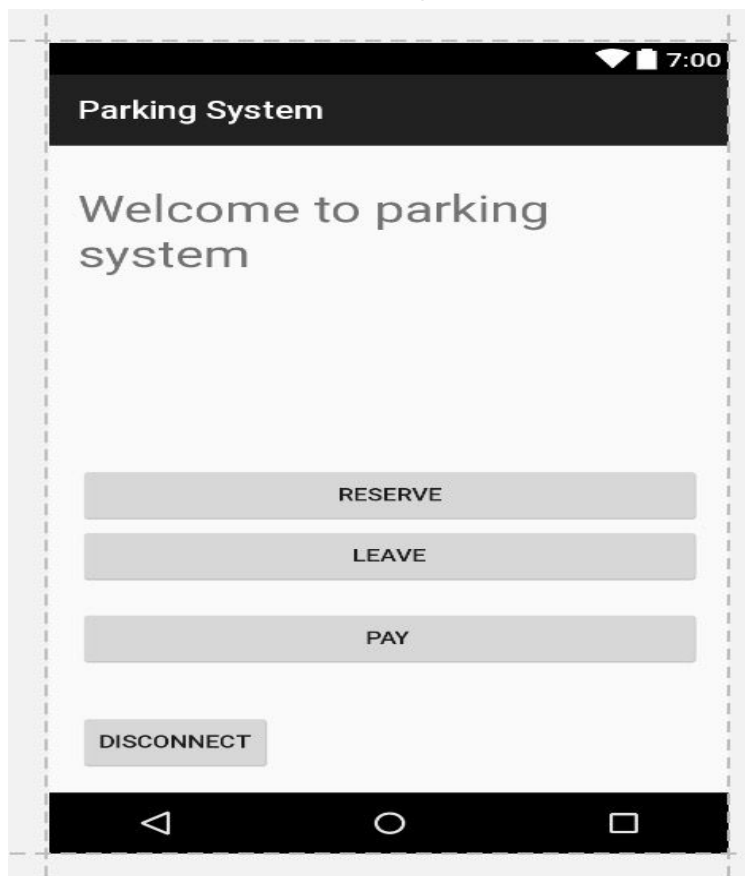 7:00
Parking System
Welcome to parking
system
RESERVE
LEAVE
PAY
DISCONNECT